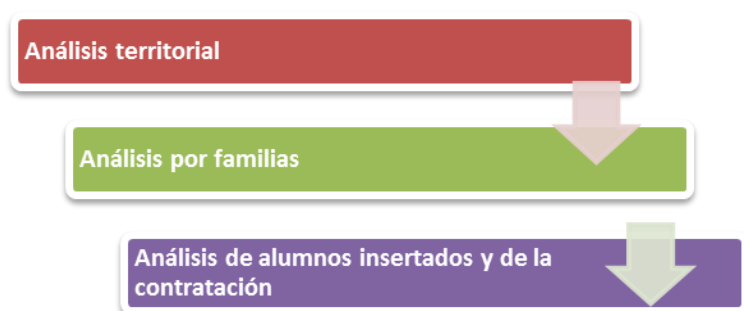 Análisis territorial
Análisis por familias
Análisis de alumnos insertados y de la
contratación